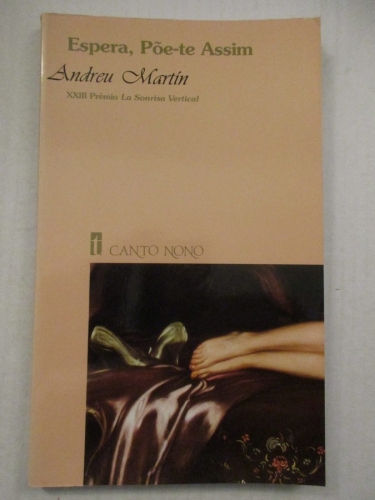 Espera, Põe-te Assim
Andreu Martín
XXIII Prémio La Sonrisa Vertical
t CANTO NONO